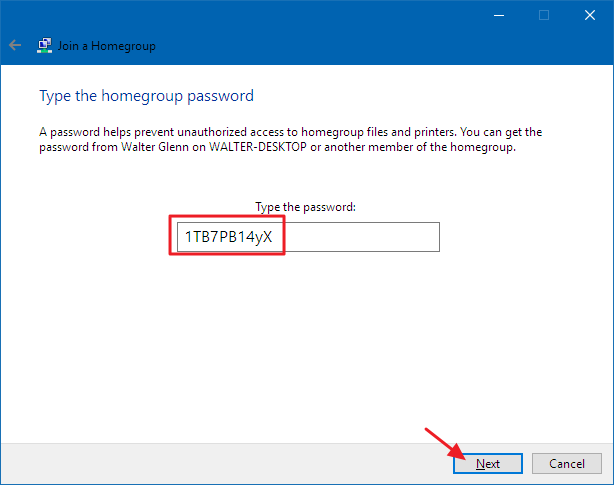 Join a Homegroup
Type the homegroup password
A password helps prevent unauthorized access to homegroup files and printers. You can get the
password from Walter Glenn on WALTER-DESKTOP or another member of the homegroup.
Type the password:
1TB7PB14yX
Next
Cancel